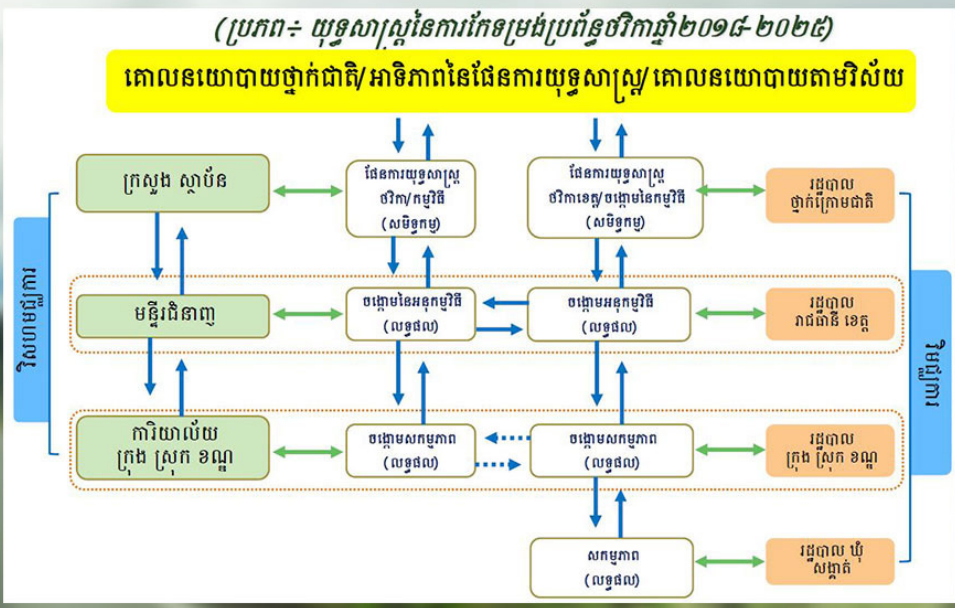 (ប្រភព÷ យុទ្ធសាស្ត្រនៃការកែទម្រង់ប្រព័ន្ធថវិកាឆ្នាំ២០១៨-២០២៥)
គោលនយោបាយថ្នាក់ជាតិ/ អាទិភាពនៃផែនការយុទ្ធសាស្ត្រ/ គោលនយោបាយតាមវិស័យ
វិសហមជ្ឈការ
ក្រសួង ស្ថាប័ន
ផែនការយុទ្ធសាស្ត្រ
ថវិកា/កម្មវិធី
(សមិទ្ធកម្ម)
ផែនការយុទ្ធសាស្ត្រ
ថវិកាខេត្ត/ចង្កោមនៃកម្មវិធី
(សមិទ្ធកម្ម)
រដ្ឋបាល
ថ្នាក់ក្រោមជាតិ
មន្ទីរជំនាញ
ចង្កោមនៃអនុកម្មវិធី
(លទ្ធផល)
ចង្កោមអនុកម្មវិធី
(លទ្ធផល)
រដ្ឋបាល
រាជធានី ខេត្ត
ការិយាល័យ
ក្រុង ស្រុក ខណ្ឌ
ចង្កោមសកម្មភាព
(លទ្ធផល)
ចង្កោមសកម្មភាព
(លទ្ធផល)
រដ្ឋបាល
ក្រុង ស្រុក ខណ្ឌ
សកម្មភាព
(លទ្ធផល)
រដ្ឋបាល ឃុំ
សង្កាត់
វិមជ្ឈការ